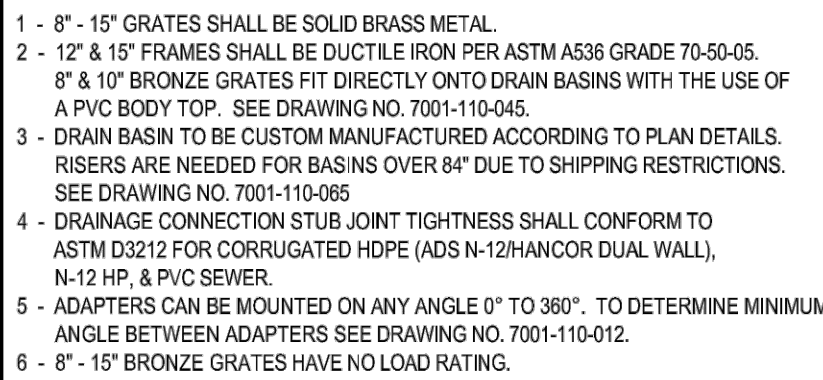 1 - 8" - 15" GRATES SHALL BE SOLID BRASS METAL.
2 - 12" & 15" FRAMES SHALL BE DUCTILE IRON PER ASTM A536 GRADE 70-50-05.
8" & 10" BRONZE GRATES FIT DIRECTLY ONTO DRAIN BASINS WITH THE USE OF
A PVC BODY TOP. SEE DRAWING NO. 7001-110-045.
3 - DRAIN BASIN TO BE CUSTOM MANUFACTURED ACCORDING TO PLAN DETAILS.
RISERS ARE NEEDED FOR BASINS OVER 84" DUE TO SHIPPING RESTRICTIONS.
SEE DRAWING NO. 7001-110-065
4 - DRAINAGE CONNECTION STUB JOINT TIGHTNESS SHALL CONFORM TO
ASTM D3212 FOR CORRUGATED HDPE (ADS N-12/HANCOR DUAL WALL),
N-12 HP, & PVC SEWER.
5 - ADAPTERS CAN BE MOUNTED ON ANY ANGLE 0° TO 360°. TO DETERMINE MINIMUM
ANGLE BETWEEN ADAPTERS SEE DRAWING NO. 7001-110-012.
6 - 8" - 15" BRONZE GRATES HAVE NO LOAD RATING.